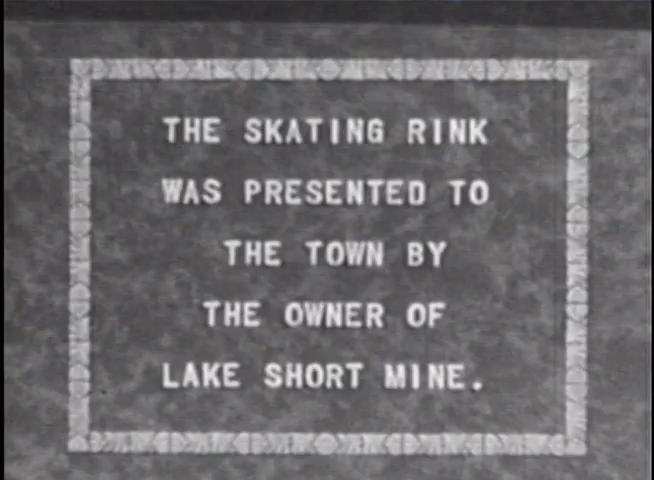 THE SKATING RINK
WAS PRESENTED TO
THE TOWN BY
THE OWNER OF
LAKE SHORT MINE.